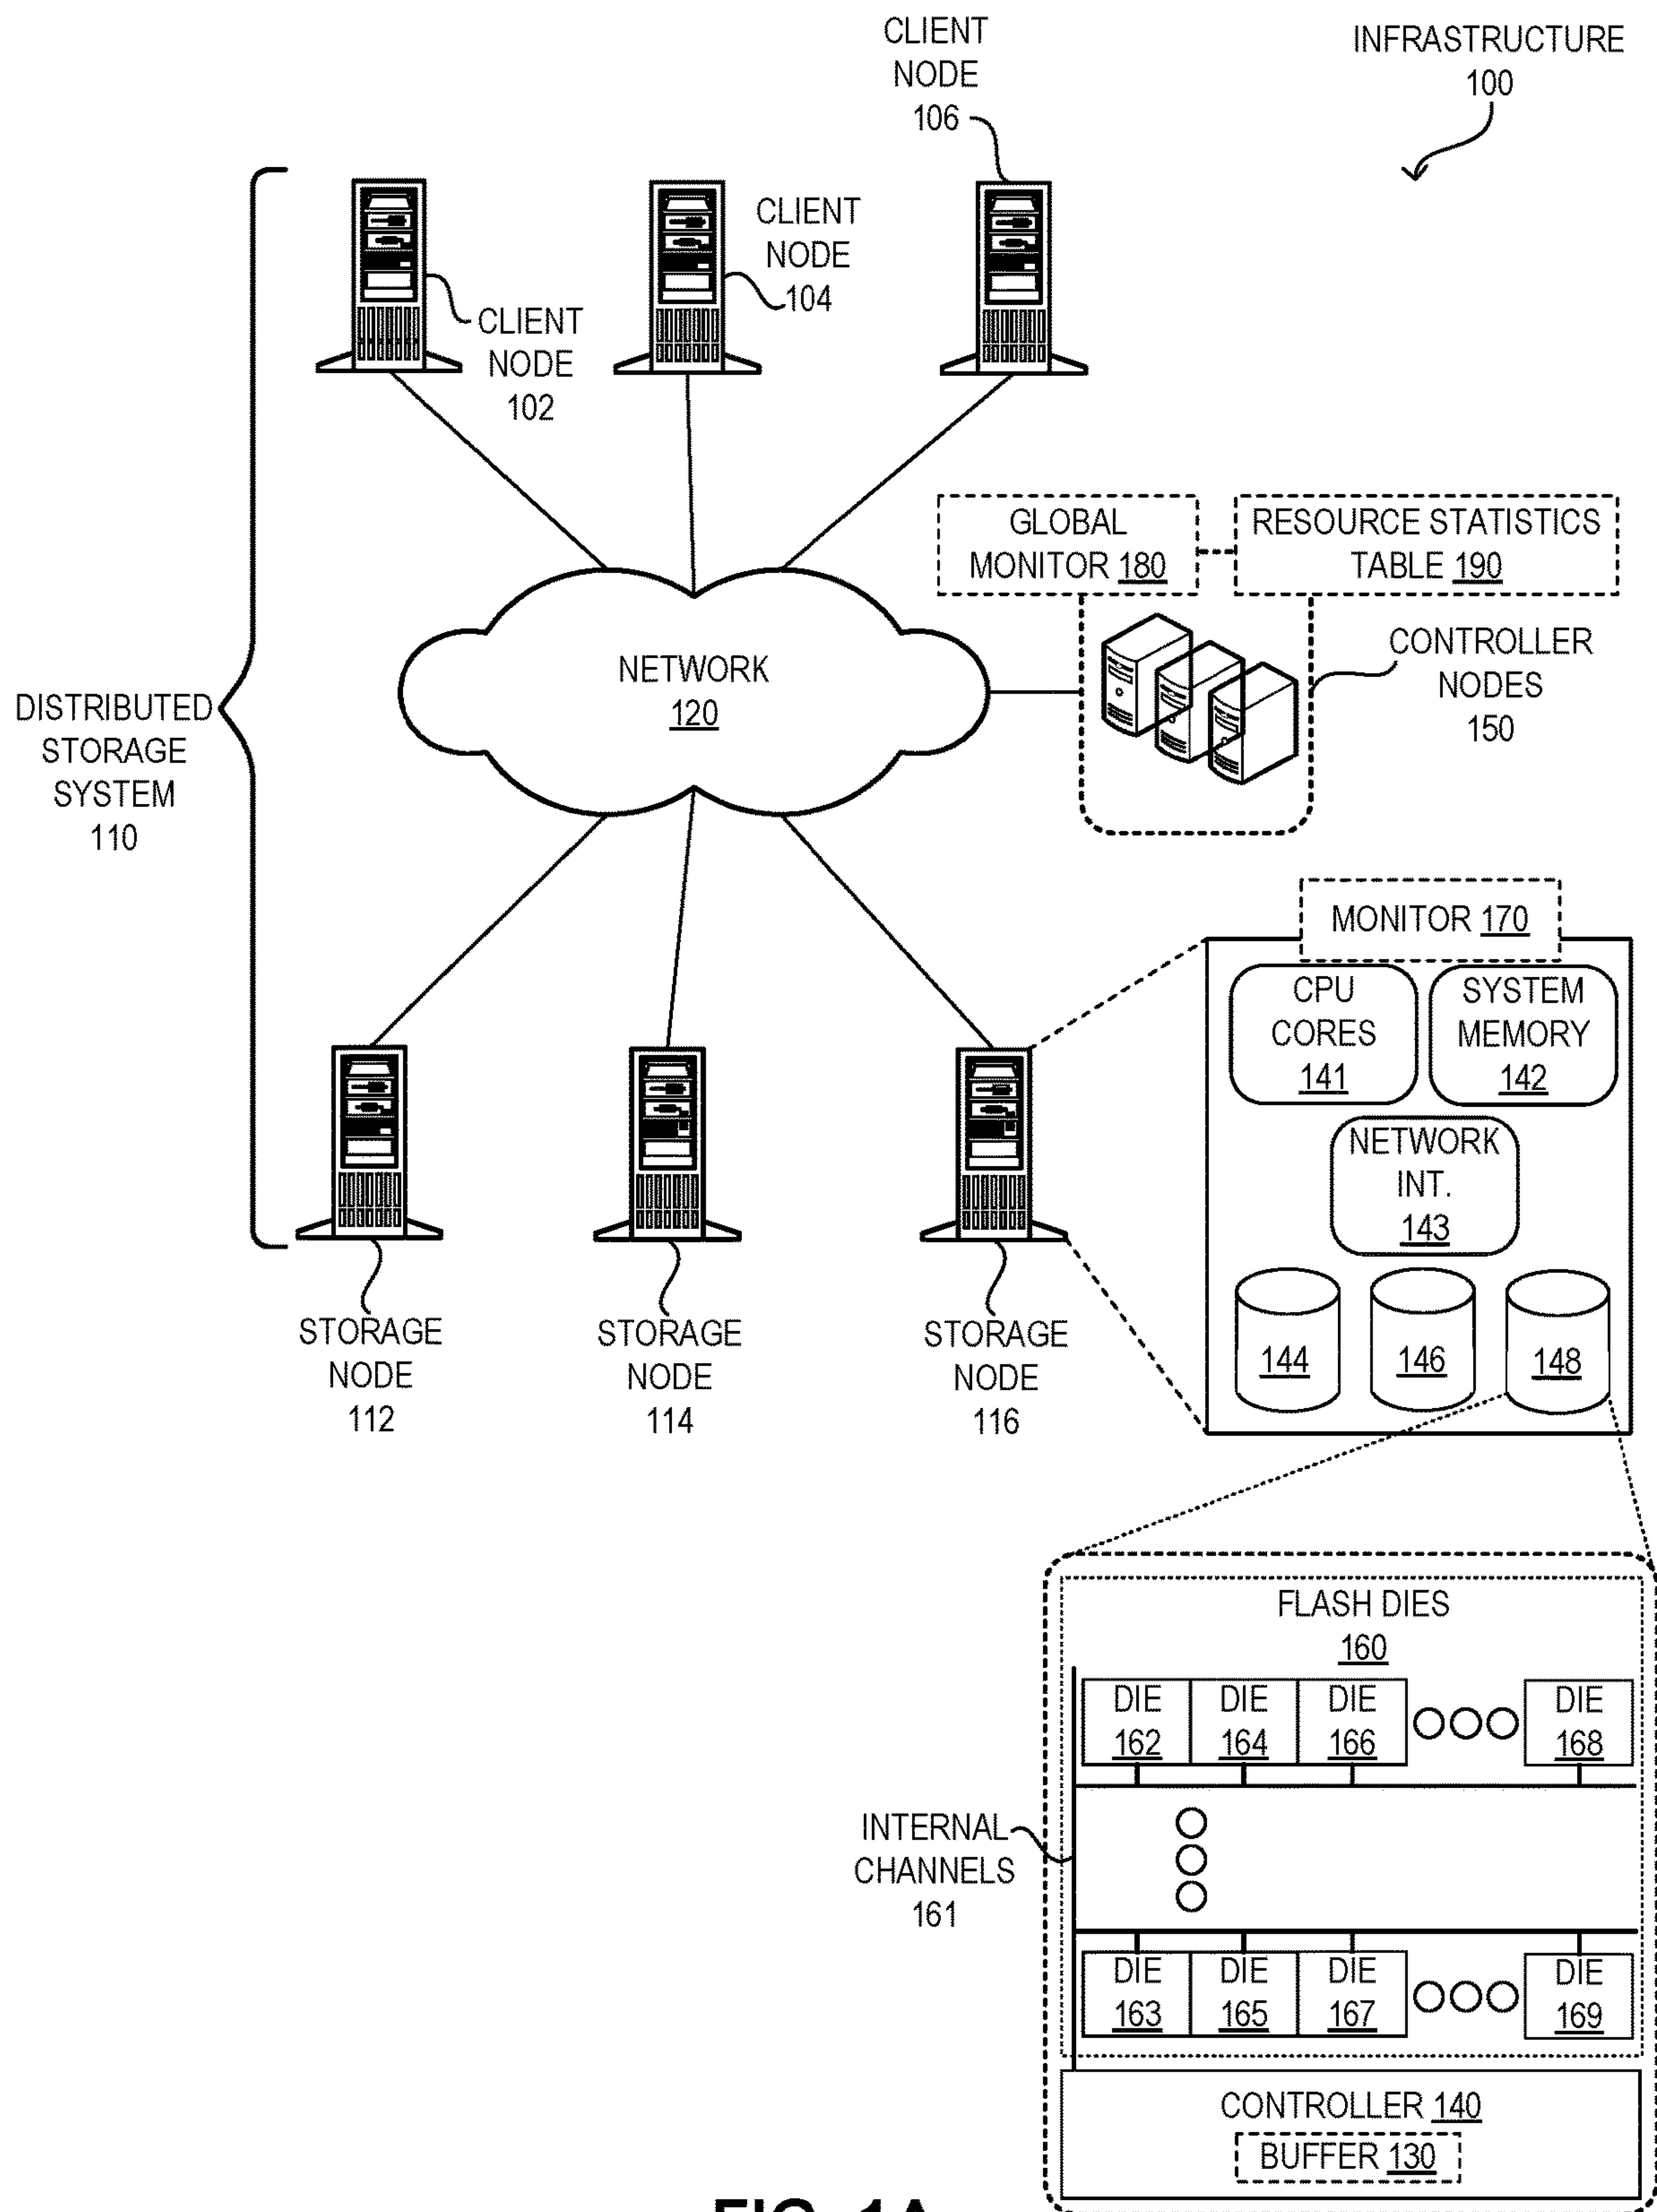 CLIENT
NODE
106
INFRASTRUCTURE
100
CLIENT
NODE
104
CLIENT
NODE
102
GLOBAL
MONITOR 180
RESOURCE STATISTICS
TABLE 190
NETWORK
120
CONTROLLER
NODES
150
DISTRIBUTED
STORAGE
SYSTEM
110
MONITOR 170
CPU
CORES
141
SYSTEM
MEMORY
142
NETWORK
INT.
143
144
146
148
STORAGE
NODE
112
STORAGE
NODE
114
STORAGE
NODE
116
FLASH DIES
160
DIE
162
DIE
164
DIE
166
DIE
168
INTERNAL
CHANNELS
161
DIE
163
DIE
165
DIE
167
DIE
169
CONTROLLER 140
BUFFER 130
FIG. 1A